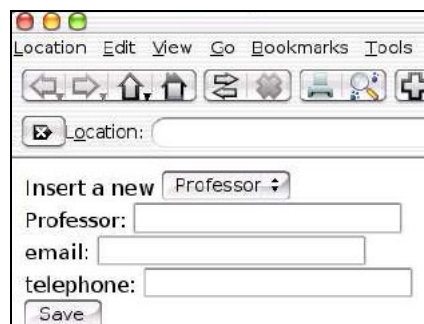 Location Edit View Go Bookmarks Tools
Location:
Insert a new Professor
Professor:
email:
telephone:
Save